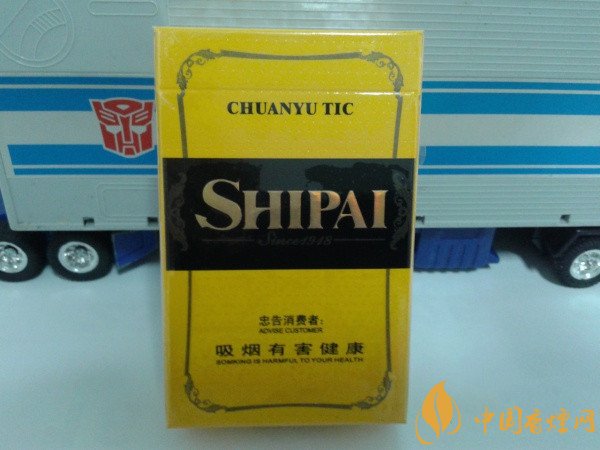 CHUANYU TIC
SHIPAI
Since1918
忠告消费者:
ADVISE CUSTOMER
吸烟有害健康
SOMKING IS HARMFUL TO YOUR HEALTH
中国香烟网